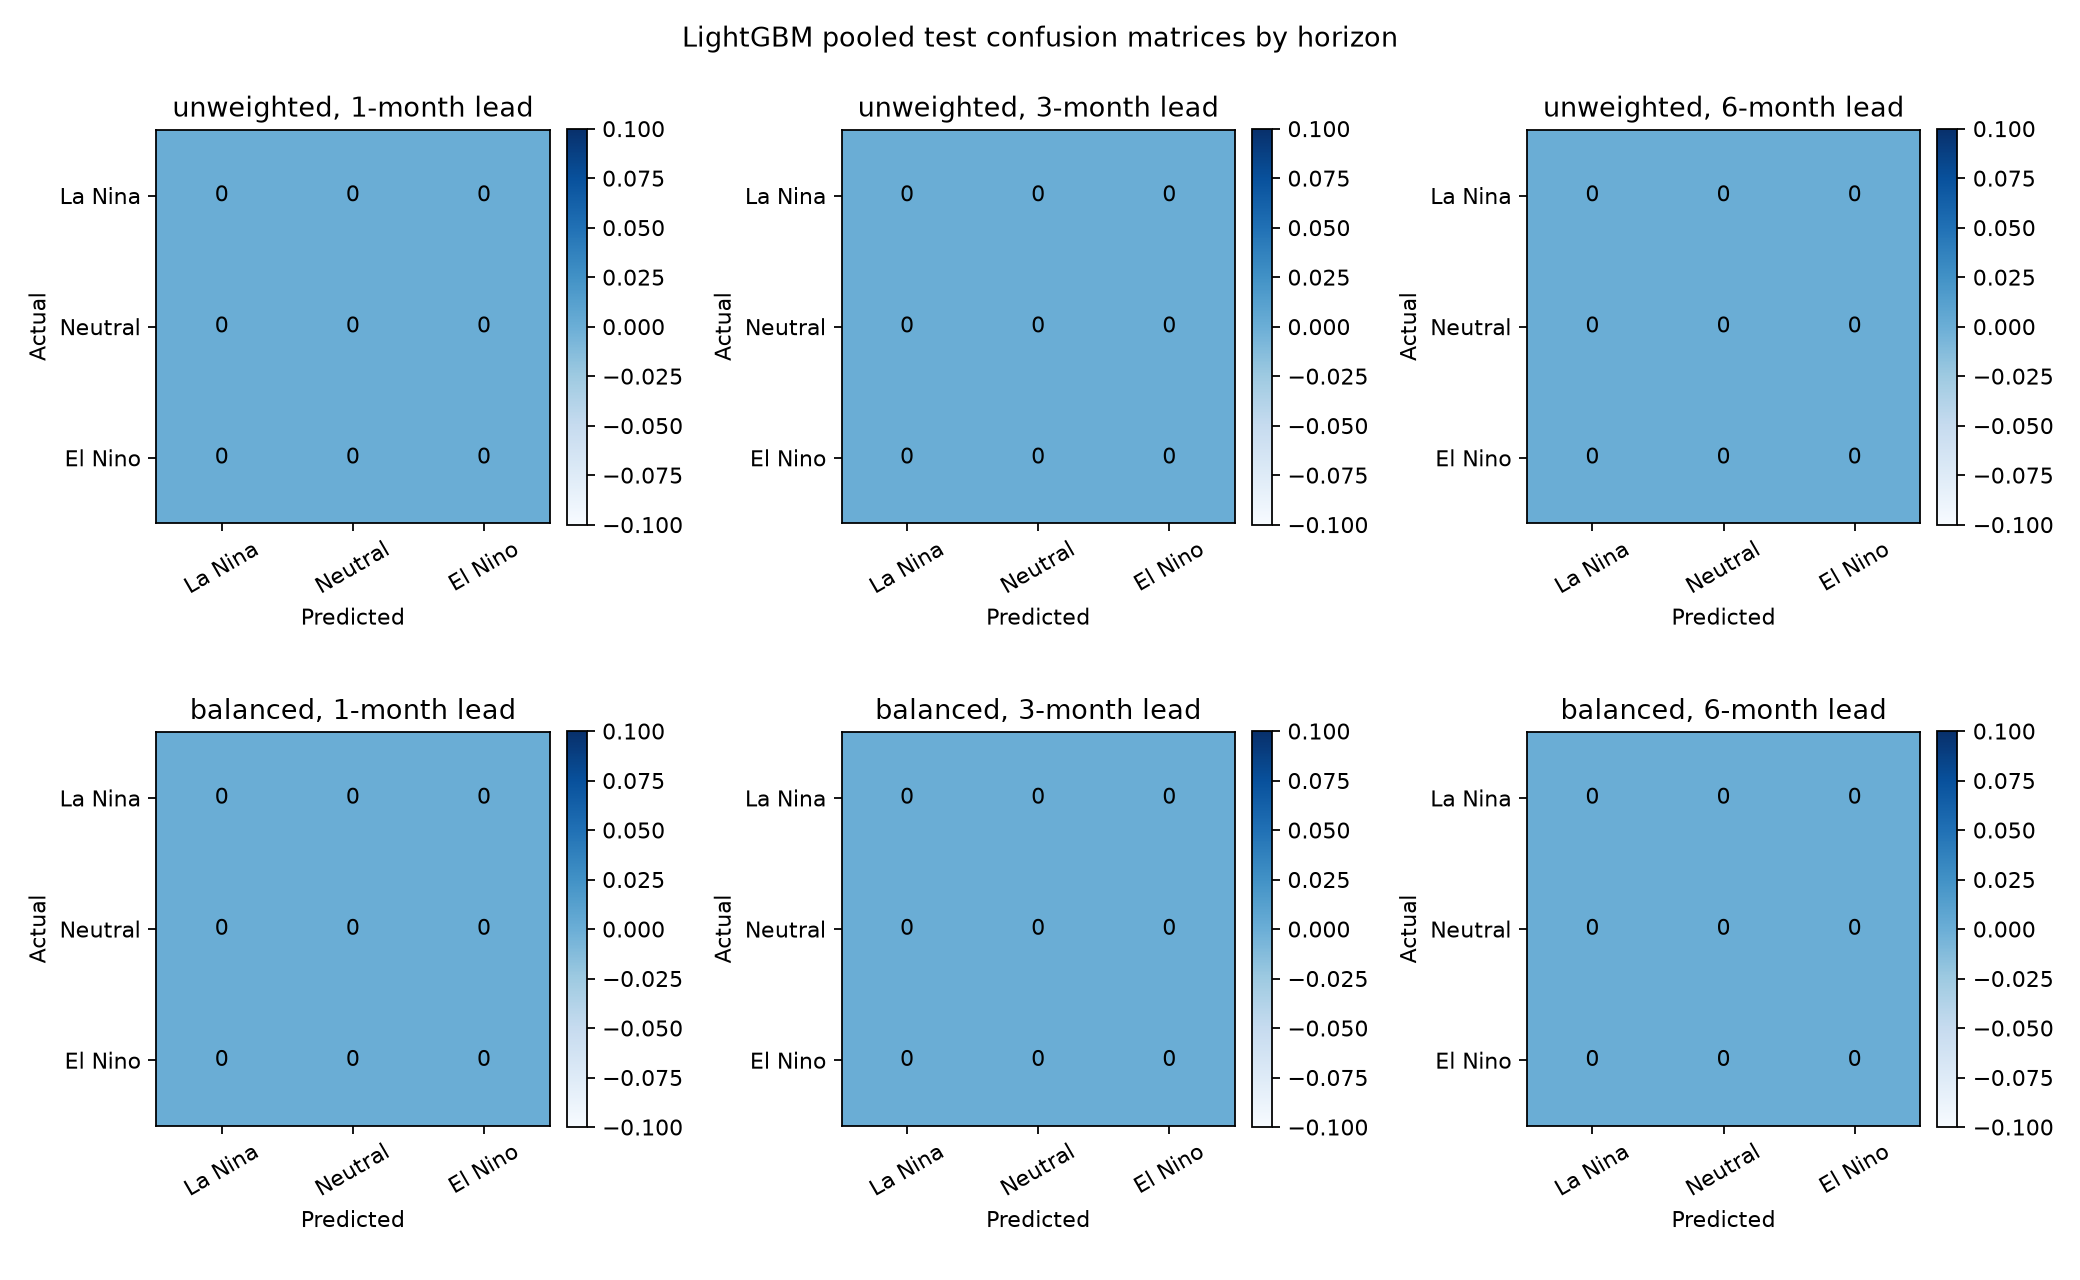 LightGBM pooled test confusion matrices by horizon
unweighted, 1-month lead
La Nina
Neutral
El Nino
Actual
0 0 0
0 0 0
0 0 0
La Nina Neutral El Nino
Predicted
0.100
0.075
0.050
0.025
0.000
−0.025
−0.050
−0.075
−0.100
unweighted, 3-month lead
La Nina
Neutral
El Nino
Actual
0 0 0
0 0 0
0 0 0
La Nina Neutral El Nino
Predicted
0.100
0.075
0.050
0.025
0.000
−0.025
−0.050
−0.075
−0.100
unweighted, 6-month lead
La Nina
Neutral
El Nino
Actual
0 0 0
0 0 0
0 0 0
La Nina Neutral El Nino
Predicted
0.100
0.075
0.050
0.025
0.000
−0.025
−0.050
−0.075
−0.100
balanced, 1-month lead
La Nina
Neutral
El Nino
Actual
0 0 0
0 0 0
0 0 0
La Nina Neutral El Nino
Predicted
0.100
0.075
0.050
0.025
0.000
−0.025
−0.050
−0.075
−0.100
balanced, 3-month lead
La Nina
Neutral
El Nino
Actual
0 0 0
0 0 0
0 0 0
La Nina Neutral El Nino
Predicted
0.100
0.075
0.050
0.025
0.000
−0.025
−0.050
−0.075
−0.100
balanced, 6-month lead
La Nina
Neutral
El Nino
Actual
0 0 0
0 0 0
0 0 0
La Nina Neutral El Nino
Predicted
0.100
0.075
0.050
0.025
0.000
−0.025
−0.050
−0.075
−0.100